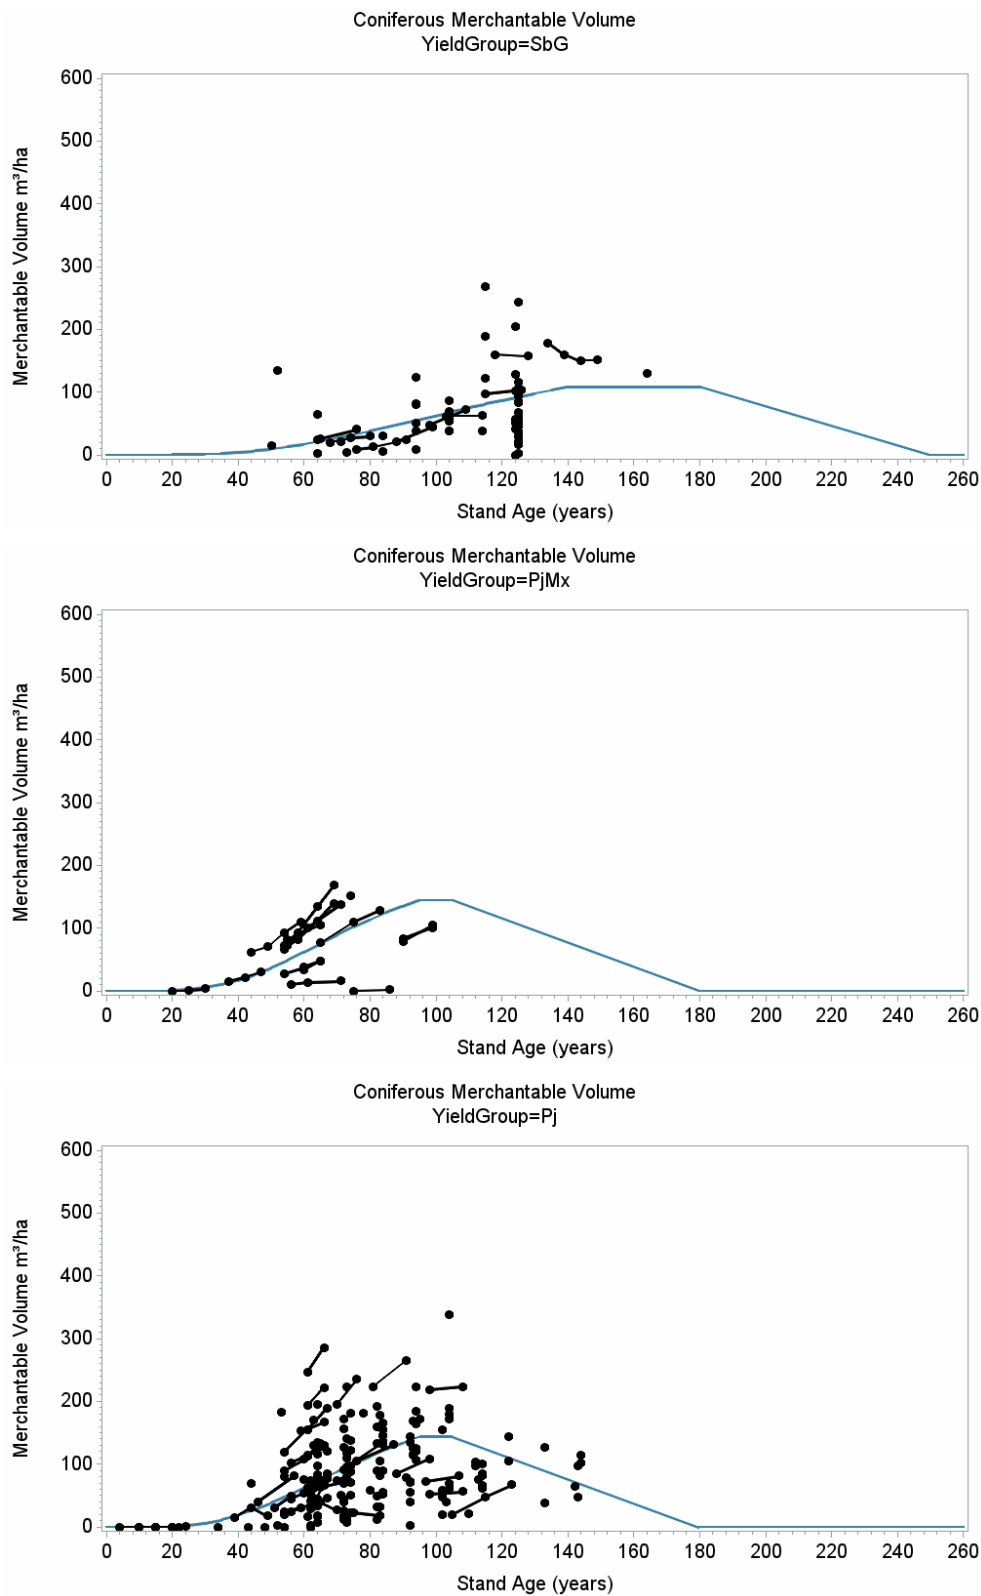 Coniferous Merchantable Volume
YieldGroup=SbG
600
500
400
300
200
100
0
Merchantable Volume m³/ha
0 20 40 60 80 100 120 140 160 180 200 220 240 260
Stand Age (years)
Coniferous Merchantable Volume
YieldGroup=PjMx
600
500
400
300
200
100
0
Merchantable Volume m³/ha
0 20 40 60 80 100 120 140 160 180 200 220 240 260
Stand Age (years)
Coniferous Merchantable Volume
YieldGroup=Pj
600
500
400
300
200
100
0
Merchantable Volume m³/ha
0 20 40 60 80 100 120 140 160 180 200 220 240 260
Stand Age (years)